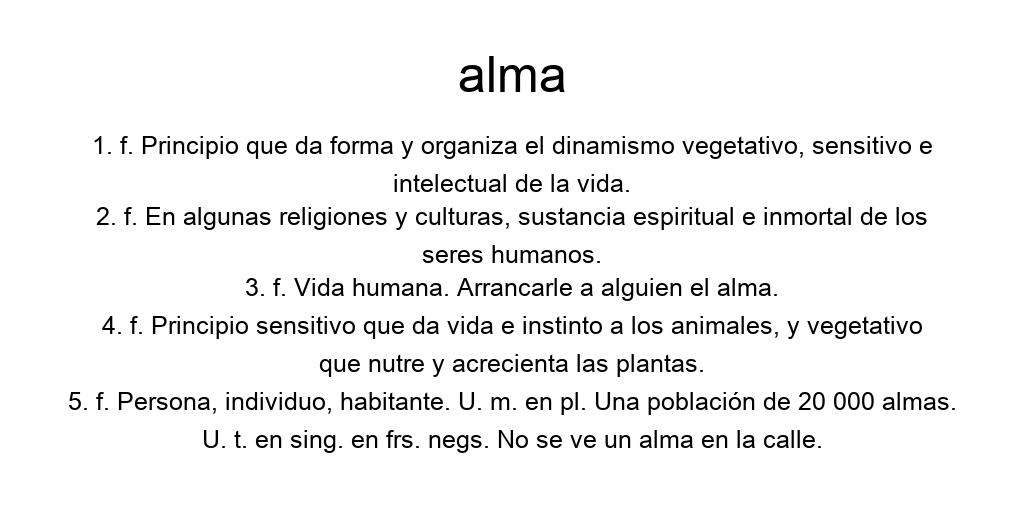 alma
1. f. Principio que da forma y organiza el dinamismo vegetativo, sensitivo e
intelectual de la vida.
2. f. En algunas religiones y culturas, sustancia espiritual e inmortal de los
seres humanos.
3. f. Vida humana. Arrancarle a alguien el alma.
4. f. Principio sensitivo que da vida e instinto a los animales, y vegetativo
que nutre y acrecienta las plantas.
5. f. Persona, individuo, habitante. U. m. en pl. Una población de 20 000 almas.
U. t. en sing. en frs. negs. No se ve un alma en la calle.